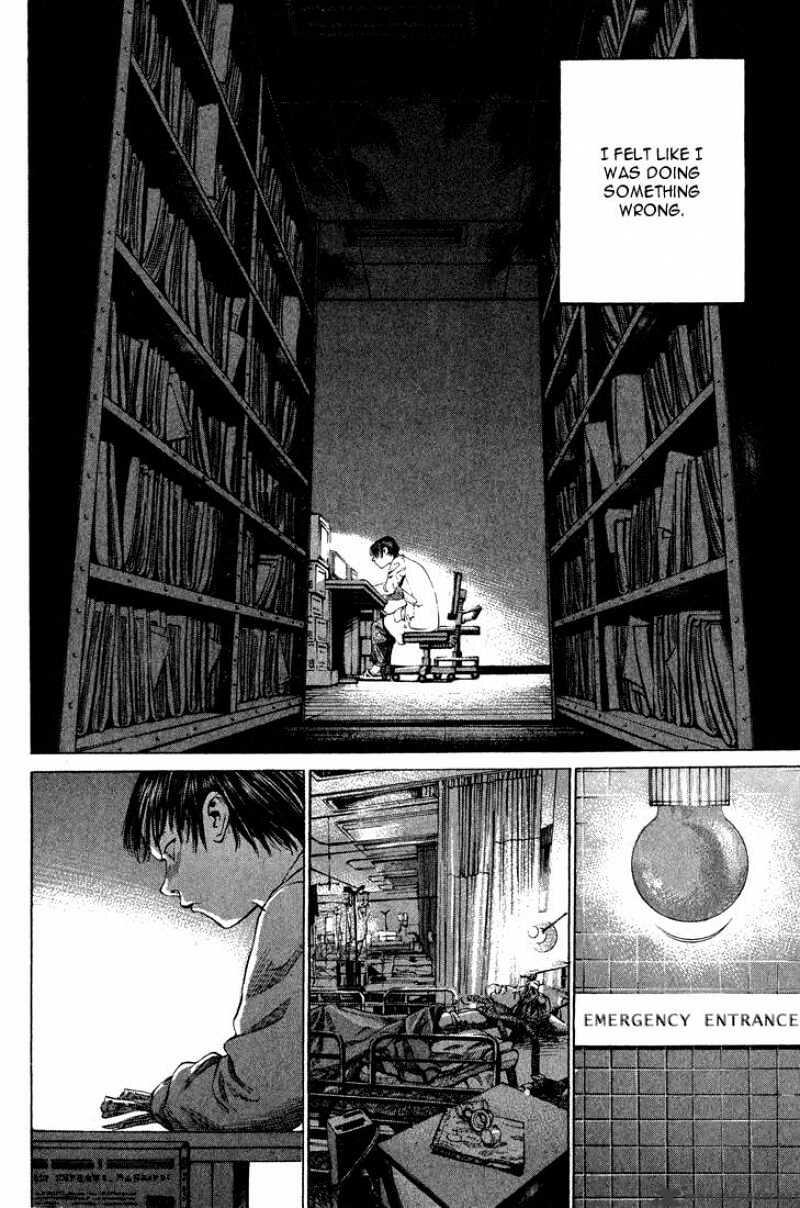 I FELT LIKE I
WAS DOING
SOMETHING
WRONG.
EMERGENCY ENTRANCE